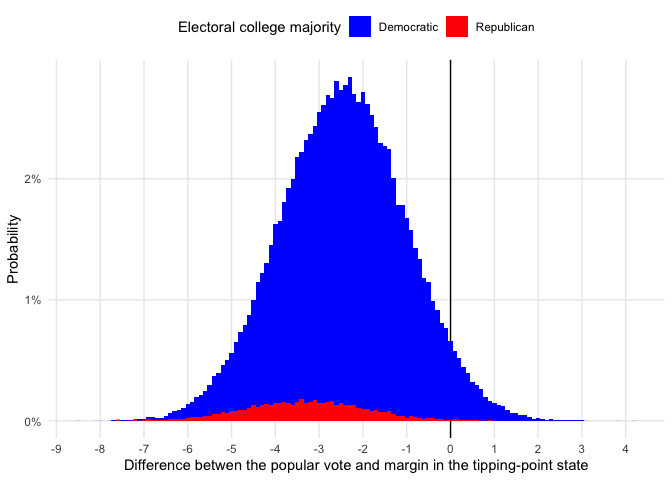 Electoral college majority Democratic Republican
Probability
2%
1%
0%
-9 -8 -7 -6 -5 -4 -3 -2 -1 0 1 2 3 4
Difference betwen the popular vote and margin in the tipping-point state